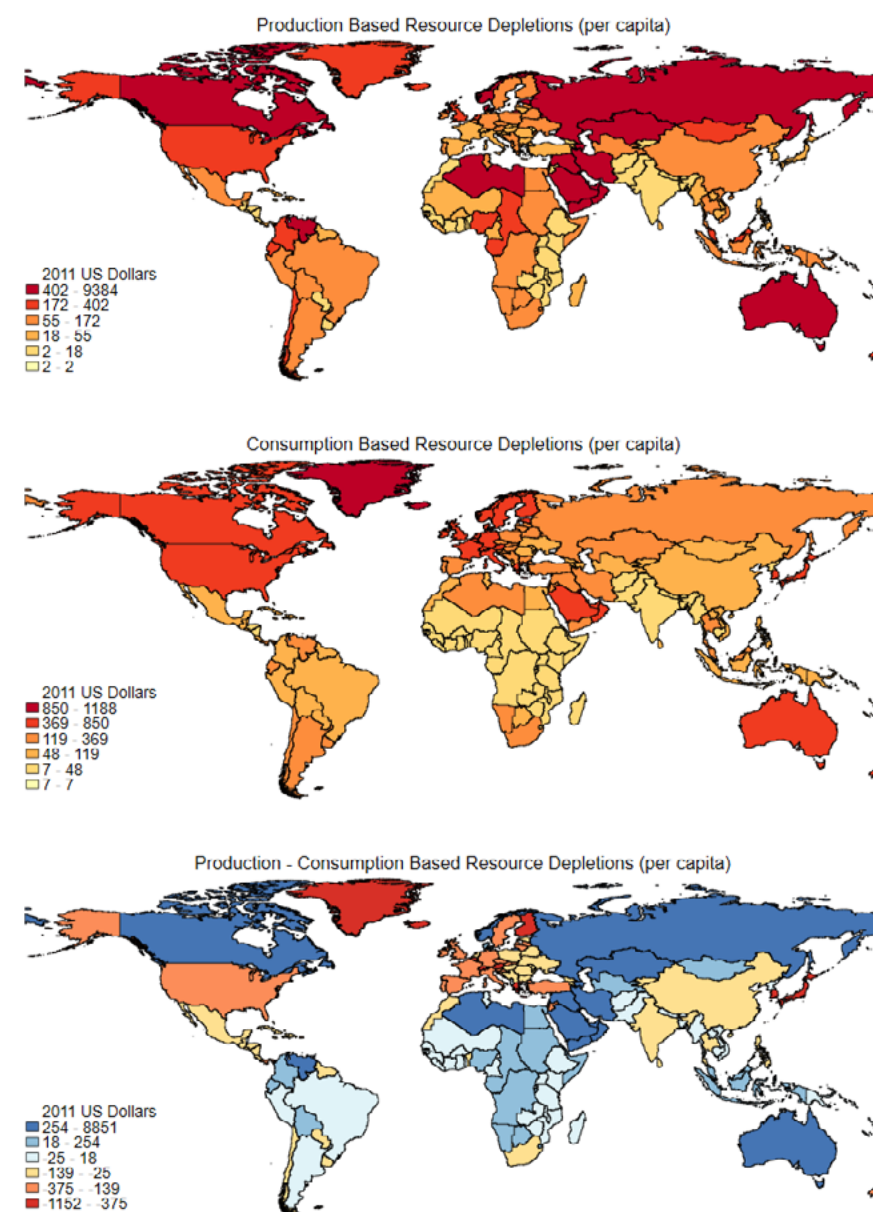 Production Based Resource Depletions (per capita)
2011 US Dollars
402 - 9384
172 - 402
55 - 172
18 - 55
2 - 18
2 - 2
Consumption Based Resource Depletions (per capita)
2011 US Dollars
850 - 1188
369 - 850
119 - 369
48 - 119
7 - 48
7 - 7
Production - Consumption Based Resource Depletions (per capita)
2011 US Dollars
254 - 8851
18 - 254
-25 - 18
-139 - -25
-375 - -139
-1152 - -375